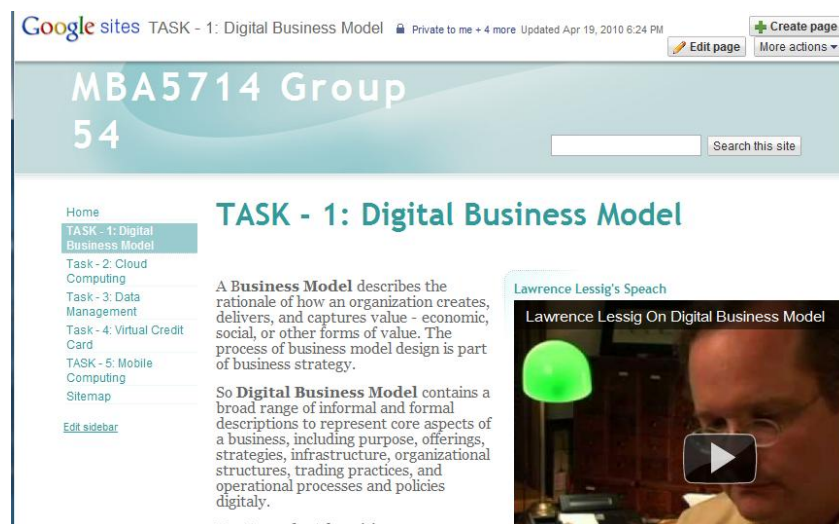 Google sites TASK - 1: Digital Business Model Private to me + 4 more Updated Apr 19, 2010 6:24 PM
Create page
Edit page
More actions
MBA5714 Group
54
Search this site
Home
TASK - 1: Digital
Business Model
Task - 2: Cloud
Computing
Task - 3: Data
Management
Task - 4: Virtual Credit
Card
TASK - 5: Mobile
Computing
Sitemap
Edit sidebar
TASK - 1: Digital Business Model
A Business Model describes the
rationale of how an organization creates,
delivers, and captures value - economic,
social, or other forms of value. The
process of business model design is part
of business strategy.
So Digital Business Model contains a
broad range of informal and formal
descriptions to represent core aspects of
a business, including purpose, offerings,
strategies, infrastructure, organizational
structures, trading practices, and
operational processes and policies
digitaly.
Lawrence Lessig's Speach
Lawrence Lessig On Digital Business Model